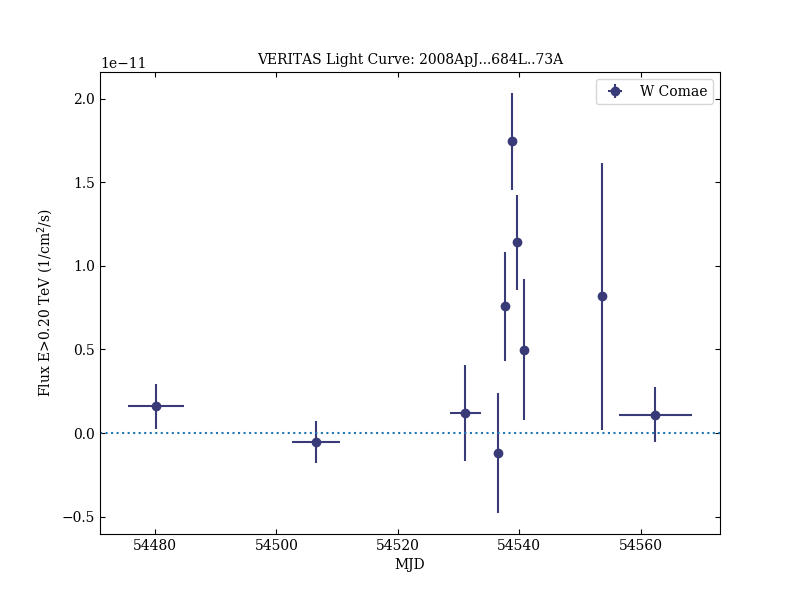 VERITAS Light Curve: 2008ApJ...684L..73A
1e−11
W Comae
2.0
1.5
1.0
0.5
0.0
−0.5
Flux E>0.20 TeV (1/cm²/s)
54480 54500 54520 54540 54560
MJD